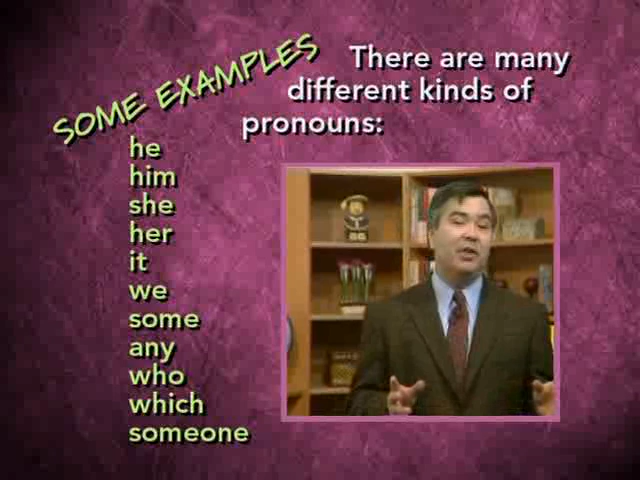 SOME EXAMPLES
There are many
different kinds of
pronouns:
he
him
she
her
it
we
some
any
who
which
someone